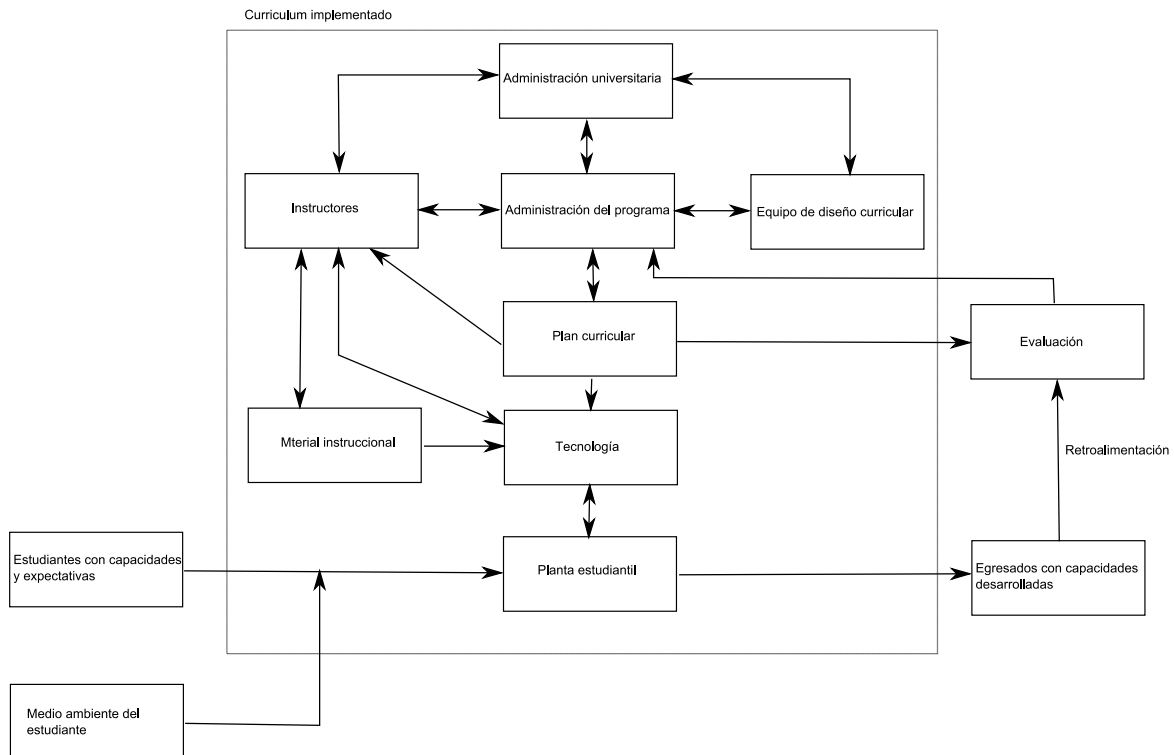 Curriculum implementado
Administración universitaria
Instructores
Administración del programa
Equipo de diseño curricular
Plan curricular
Evaluación
Mterial instruccional
Tecnología
Retroalimentación
Estudiantes con capacidades
y expectativas
Planta estudiantil
Egresados con capacidades
desarrolladas
Medio ambiente del
estudiante